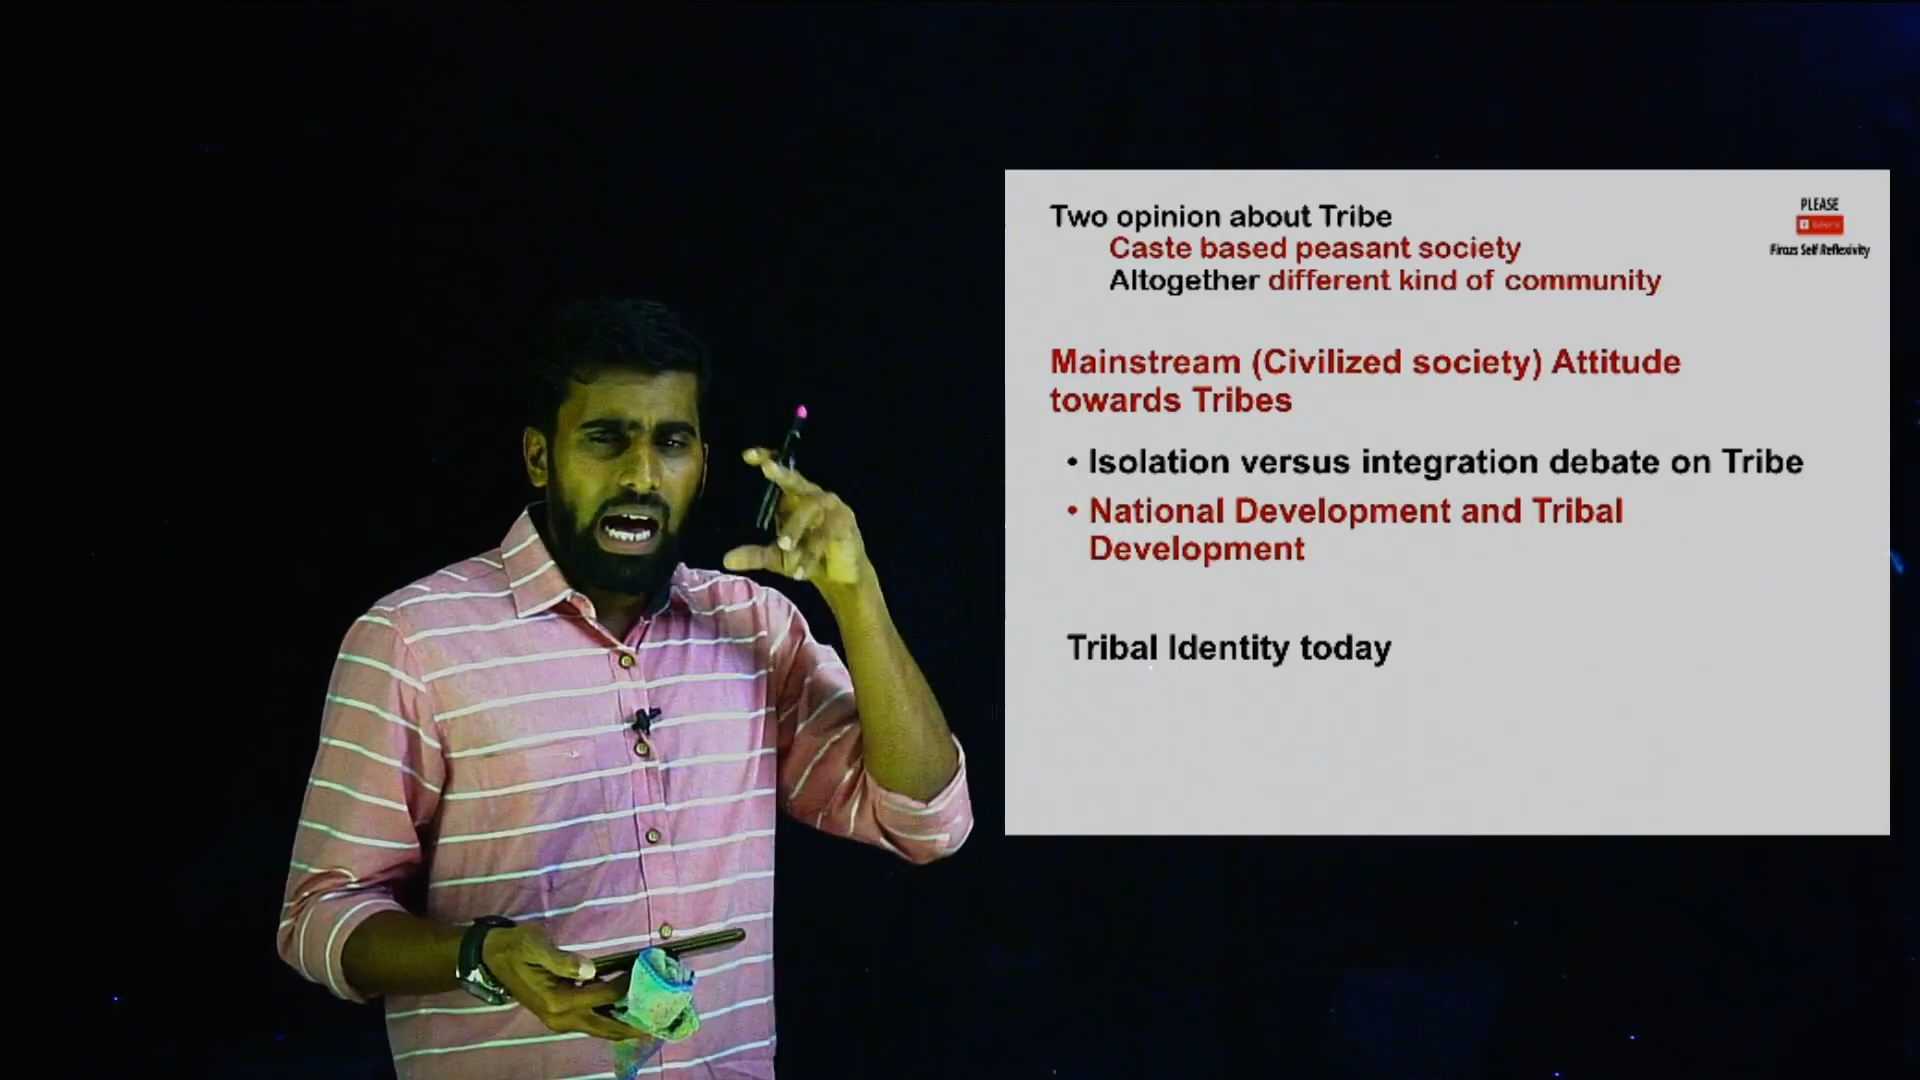 Two opinion about Tribe
Caste based peasant society
Altogether different kind of community
PLEASE
Firozs Self Reflexivity
Mainstream (Civilized society) Attitude
towards Tribes
• Isolation versus integration debate on Tribe
• National Development and Tribal
Development
Tribal Identity today